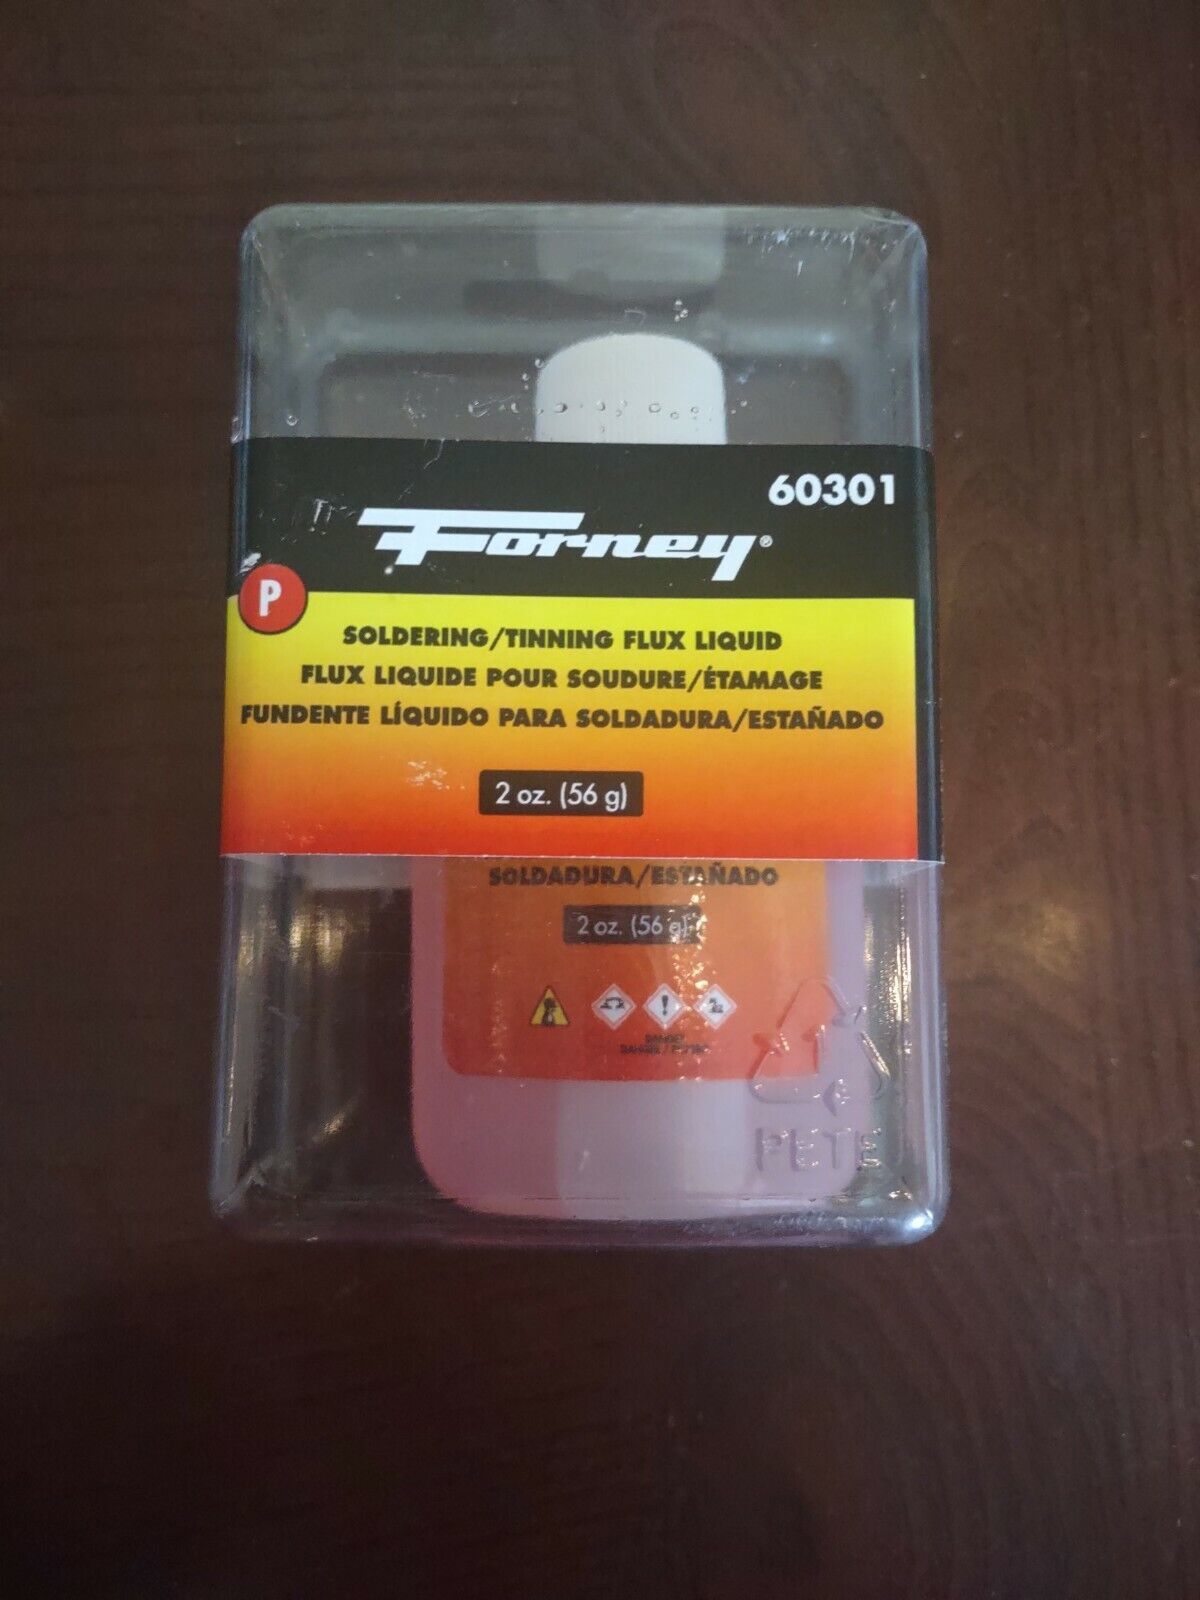 60301
Forney®
P
SOLDERING/TINNING FLUX LIQUID
FLUX LIQUIDE POUR SOUDURE/ÉTAMAGE
FUNDENTE LÍQUIDO PARA SOLDADURA/ESTAÑADO
2 oz. (56 g)
SOLDADURA/ESTAÑADO
2 oz. (56 g)
PETE